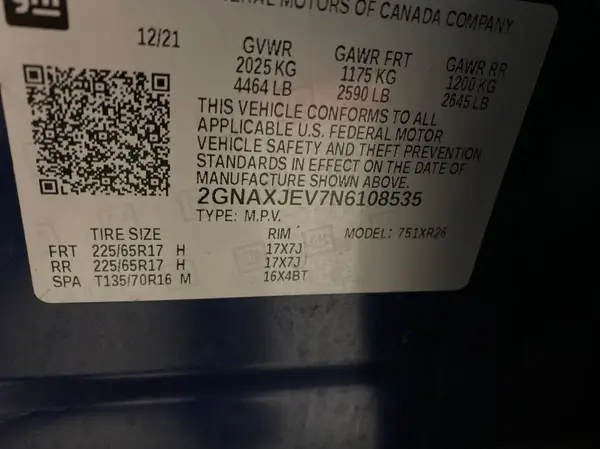 MOTORS OF CANADA COMPANY
12/21
GVWR GAWR FRT GAWR RR
2025 KG 1175 KG 1200 KG
4464 LB 2590 LB 2645 LB
THIS VEHICLE CONFORMS TO ALL
APPLICABLE U.S. FEDERAL MOTOR
VEHICLE SAFETY AND THEFT PREVENTION
STANDARDS IN EFFECT ON THE DATE OF
MANUFACTURE SHOWN ABOVE.
2GNAXJEV7N6108535
TYPE: M.P.V. MODEL: 751XR26
TIRE SIZE RIM
FRT 225/65R17 H 17X7J
RR 225/65R17 H 17X7J
SPA T135/70R16 M 16X4BT